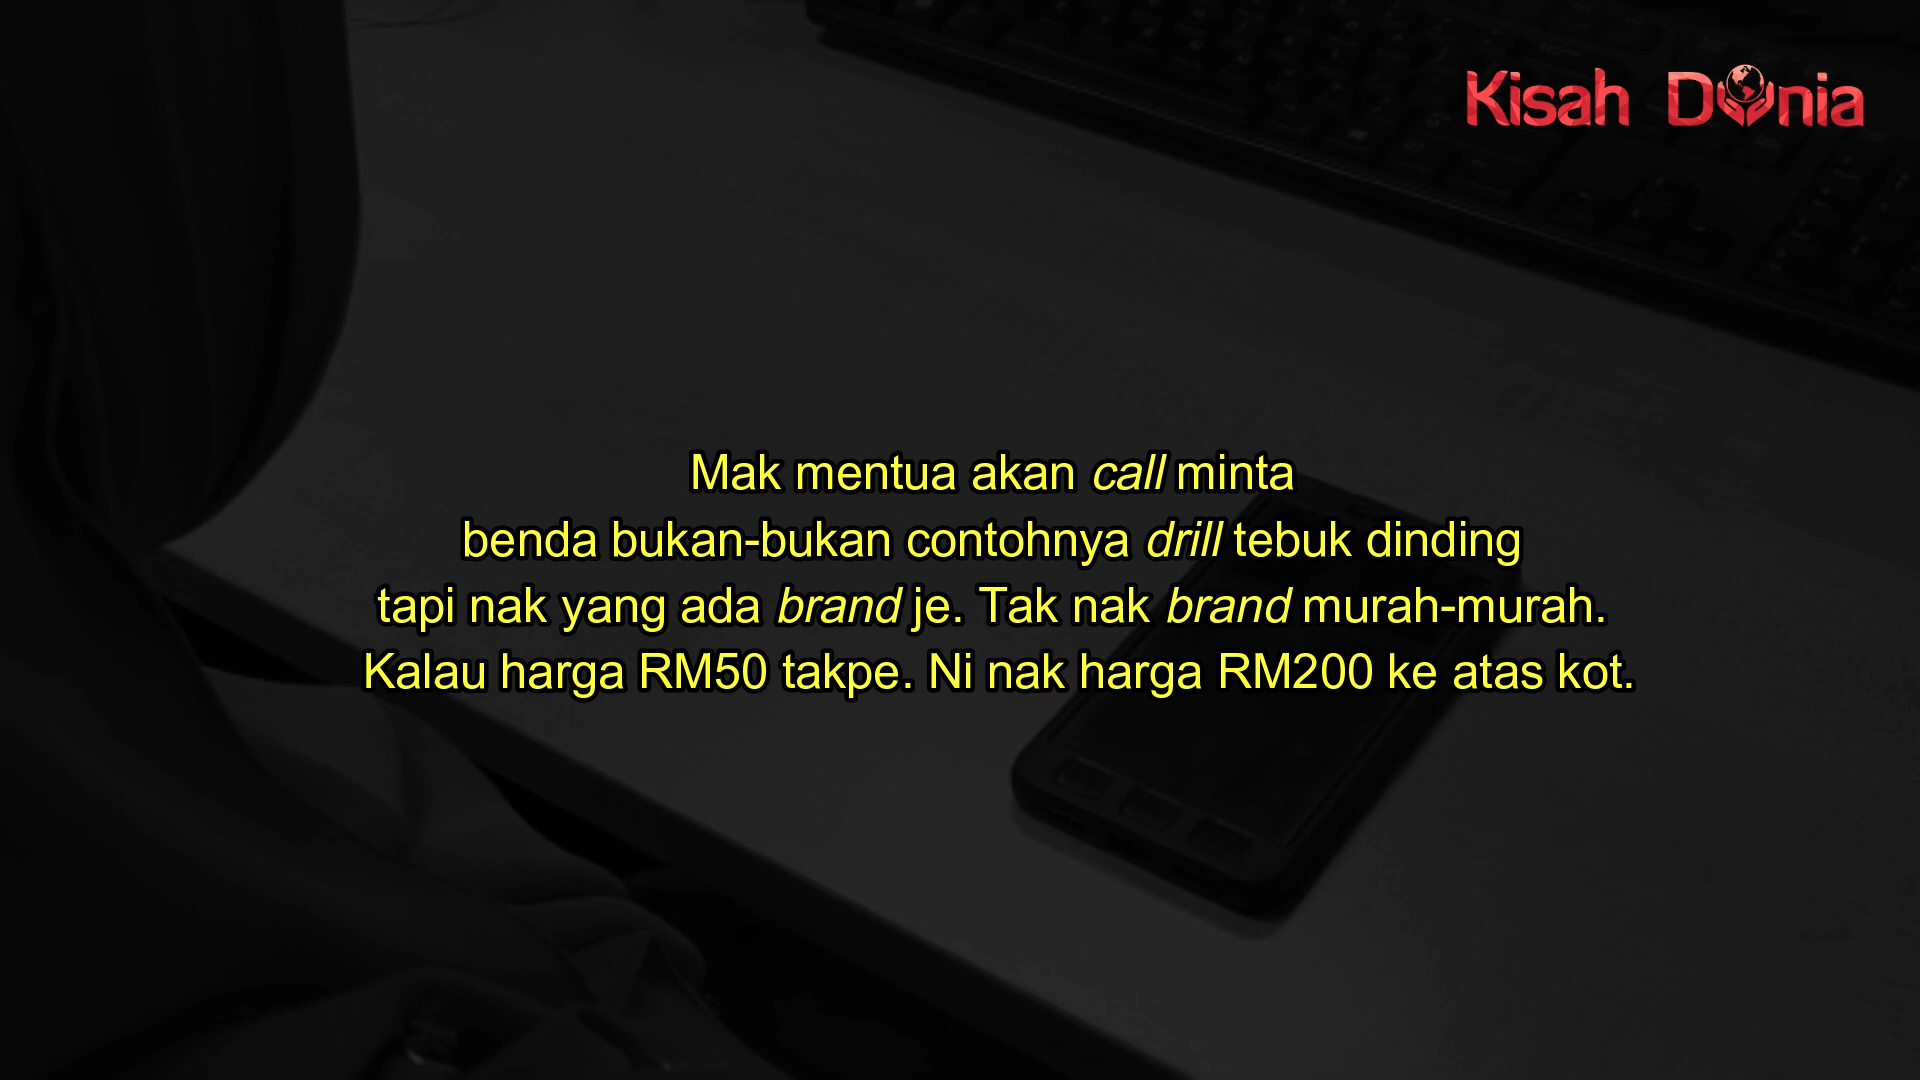 Kisah Dunia
Mak mentua akan call minta
benda bukan-bukan contohnya drill tebuk dinding
tapi nak yang ada brand je. Tak nak brand murah-murah.
Kalau harga RM50 takpe. Ni nak harga RM200 ke atas kot.